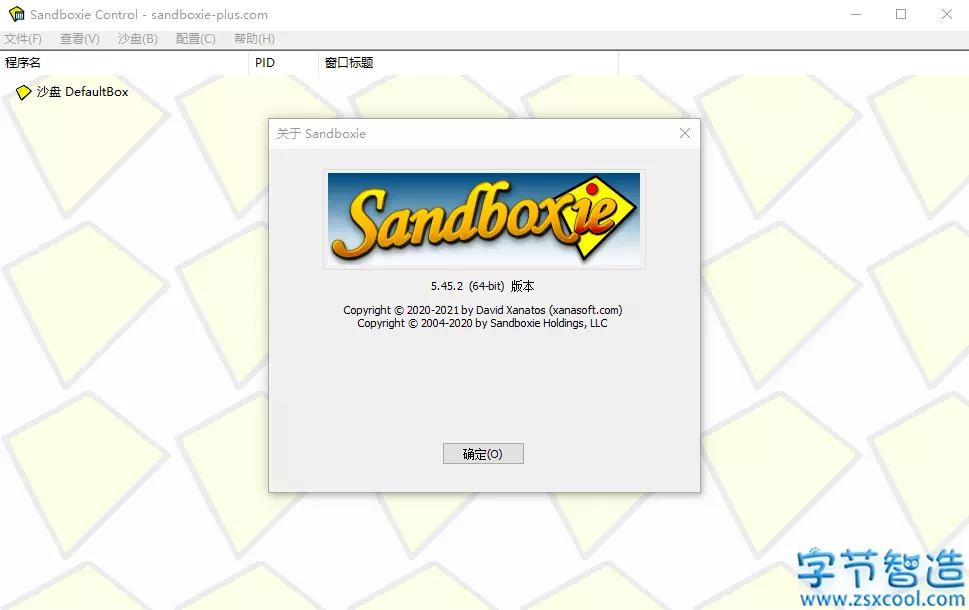 Sandboxie Control - sandboxie-plus.com
文件(F) 查看(V) 沙盘(B) 配置(C) 帮助(H)
程序名 PID 窗口标题
沙盘 DefaultBox
关于 Sandboxie
Sandboxie
5.45.2 (64-bit) 版本
Copyright © 2020-2021 by David Xanatos (xanasoft.com)
Copyright © 2004-2020 by Sandboxie Holdings, LLC
确定(O)
字节智造
www.zsxcool.com